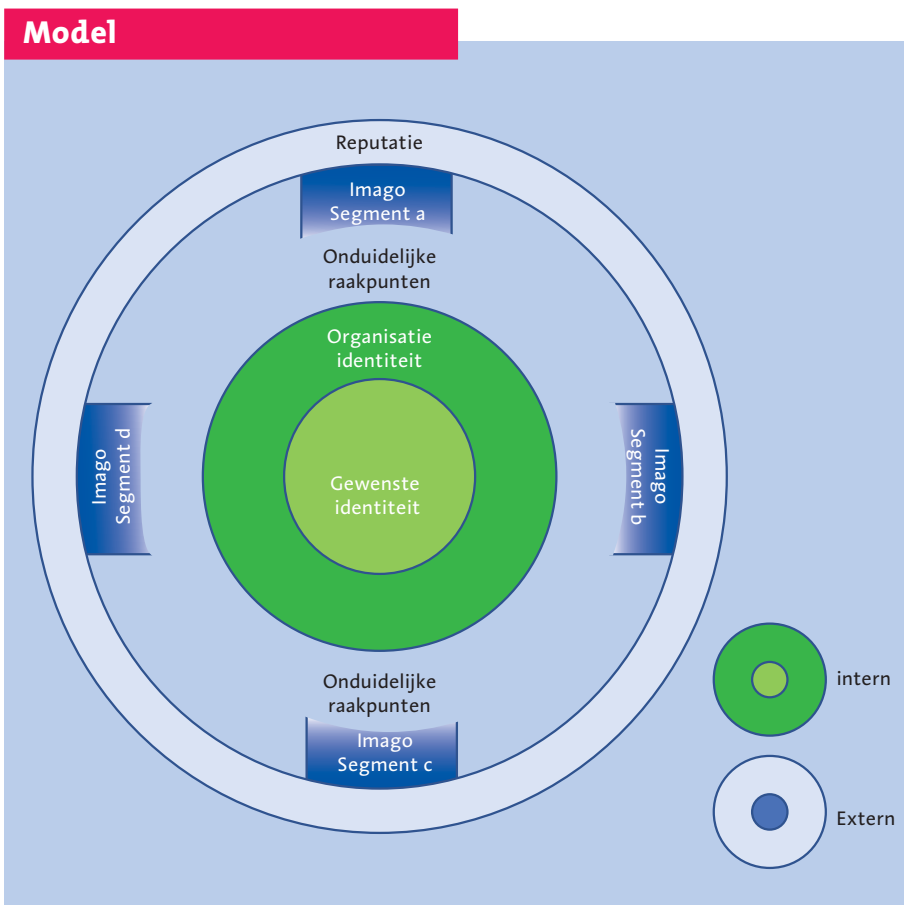 Model
Reputatie
Imago
Segment a
Onduidelijke
raakpunten
Organisatie
identiteit
Gewenste
identiteit
Imago
Segment d
Imago
Segment b
Onduidelijke
raakpunten
Imago
Segment c
intern
Extern